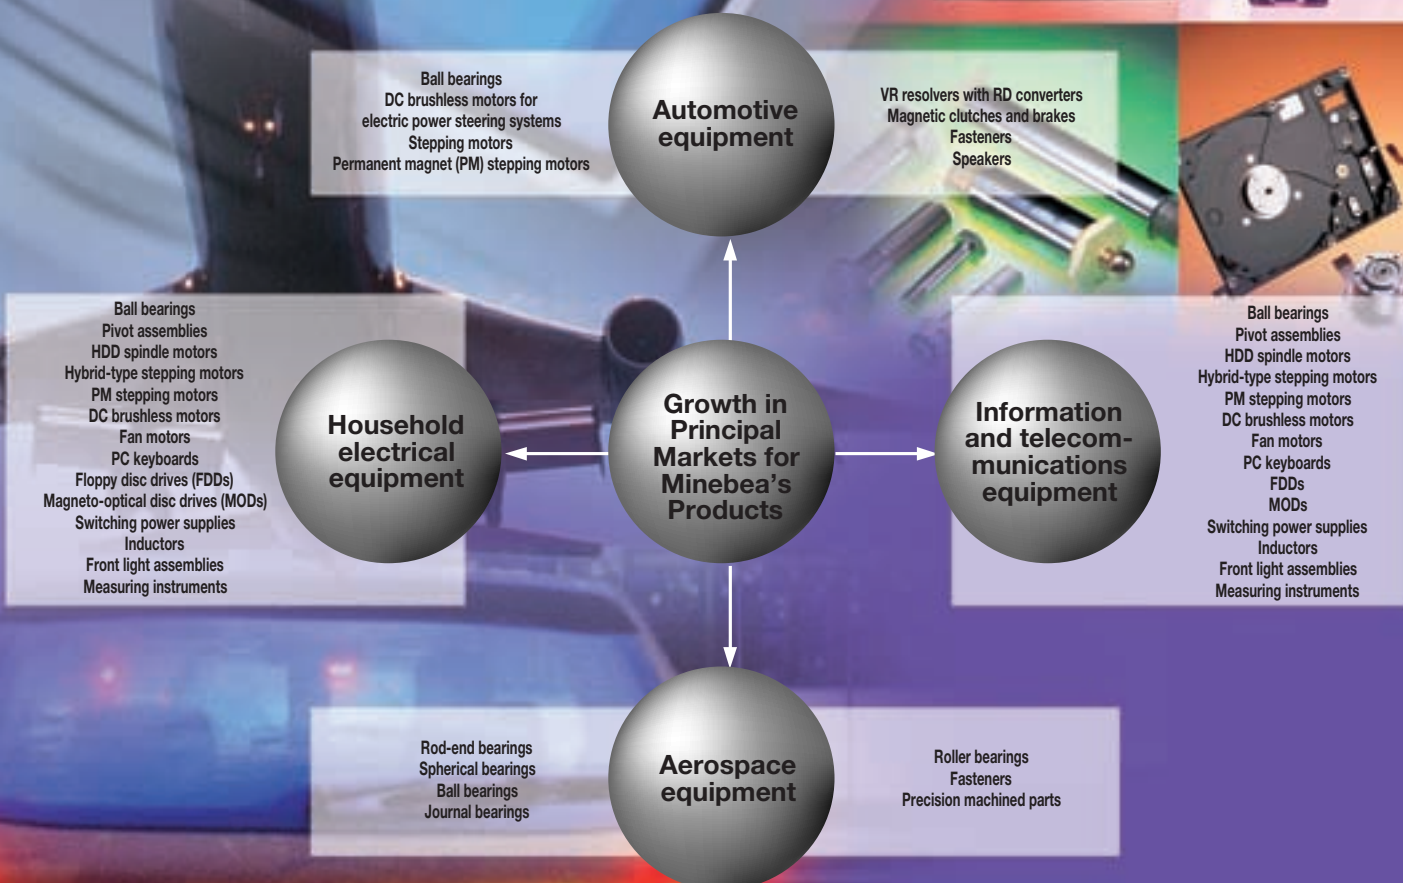 Ball bearings
DC brushless motors for
electric power steering systems
Stepping motors
Permanent magnet (PM) stepping motors
Automotive
equipment
VR resolvers with RD converters
Magnetic clutches and brakes
Fasteners
Speakers
Ball bearings
Pivot assemblies
HDD spindle motors
Hybrid-type stepping motors
PM stepping motors
DC brushless motors
Fan motors
PC keyboards
Floppy disc drives (FDDs)
Magneto-optical disc drives (MODs)
Switching power supplies
Inductors
Front light assemblies
Measuring instruments
Household
electrical
equipment
Growth in
Principal
Markets for
Minebea's
Products
Information
and telecom-
munications
equipment
Ball bearings
Pivot assemblies
HDD spindle motors
Hybrid-type stepping motors
PM stepping motors
DC brushless motors
Fan motors
PC keyboards
FDDs
MODs
Switching power supplies
Inductors
Front light assemblies
Measuring instruments
Rod-end bearings
Spherical bearings
Ball bearings
Journal bearings
Aerospace
equipment
Roller bearings
Fasteners
Precision machined parts